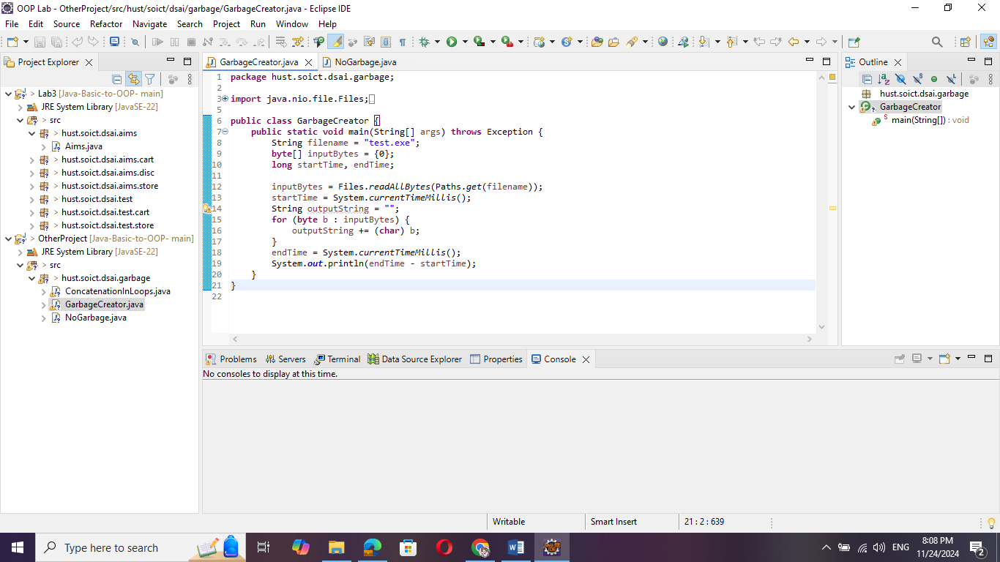 OOP Lab - OtherProject/src/hust/soict/dsai/garbage/GarbageCreator.java - Eclipse IDE
File Edit Source Refactor Navigate Search Project Run Window Help
Project Explorer
> Lab3 [Java-Basic-to-OOP- main]
JRE System Library [JavaSE-22]
> src
> hust.soict.dsai.aims
> Aims.java
> hust.soict.dsai.aims.cart
> hust.soict.dsai.aims.disc
> hust.soict.dsai.aims.store
> hust.soict.dsai.test
> hust.soict.dsai.test.cart
> hust.soict.dsai.test.store
> OtherProject [Java-Basic-to-OOP- main]
JRE System Library [JavaSE-22]
> src
> hust.soict.dsai.garbage
ConcatenationInLoops.java
GarbageCreator.java
NoGarbage.java
GarbageCreator.java NoGarbage.java
1 package hust.soict.dsai.garbage;
2
3 import java.nio.file.Files;
5
6 public class GarbageCreator {
7 public static void main(String[] args) throws Exception {
8 String filename = "test.exe";
9 byte[] inputBytes = {0};
10 long startTime, endTime;
11
12 inputBytes = Files.readAllBytes(Paths.get(filename));
13 startTime = System.currentTimeMillis();
14 String outputString = "";
15 for (byte b : inputBytes) {
16 outputString += (char) b;
17 }
18 endTime = System.currentTimeMillis();
19 System.out.println(endTime - startTime);
20 }
21 }
22
Outline
hust.soict.dsai.garbage
GarbageCreator
main(String[]) : void
Problems Servers Terminal Data Source Explorer Properties Console
No consoles to display at this time.
Writable Smart Insert 21 : 2 : 639
Type here to search
ENG
8:08 PM
11/24/2024
2